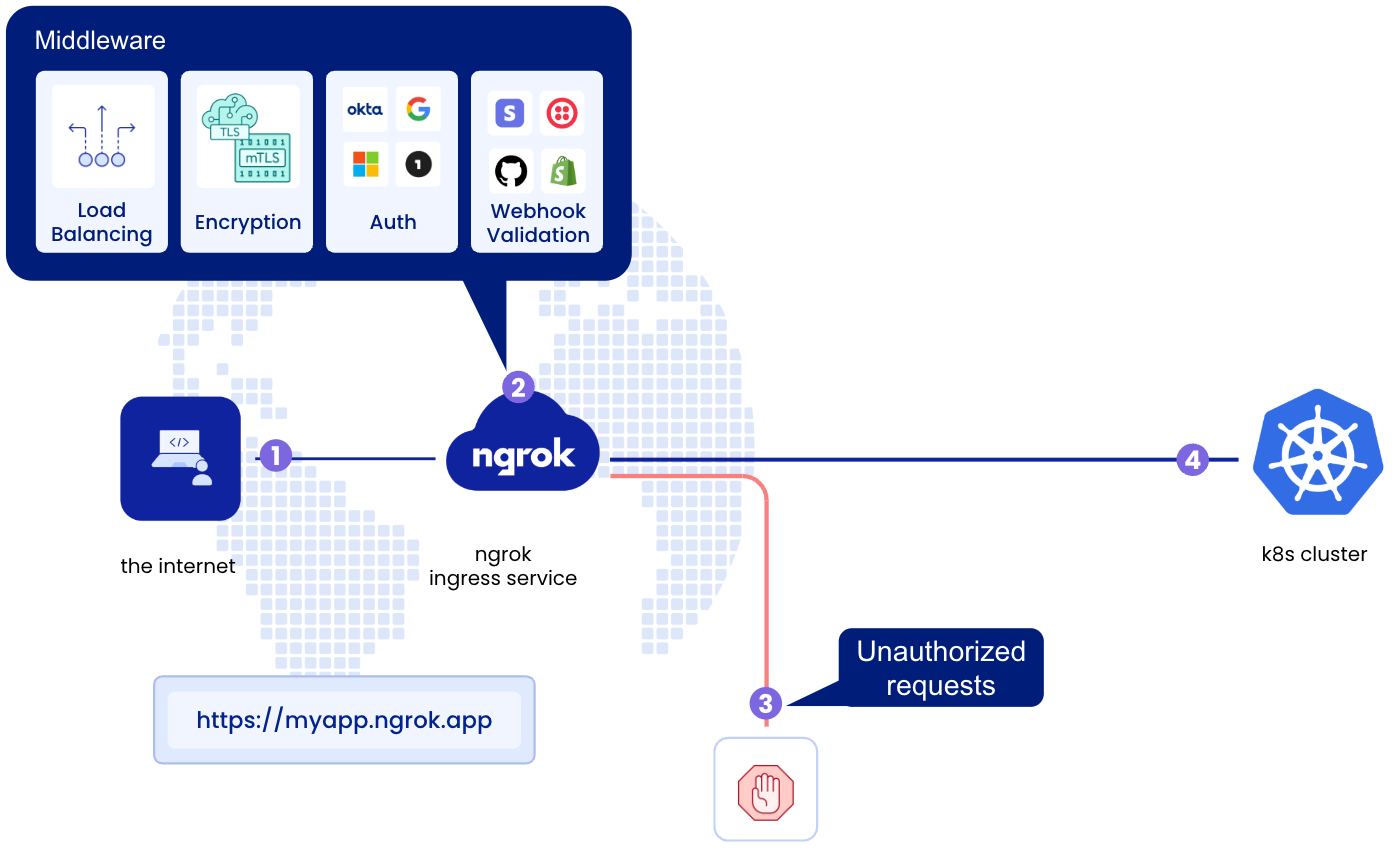 Middleware
TLS
101001
mTLS
101001
okta
G
1
S
S
Load
Balancing
Encryption
Auth
Webhook
Validation
2
</>
1
ngrok
4
the internet
ngrok
ingress service
k8s cluster
Unauthorized
requests
3
https://myapp.ngrok.app